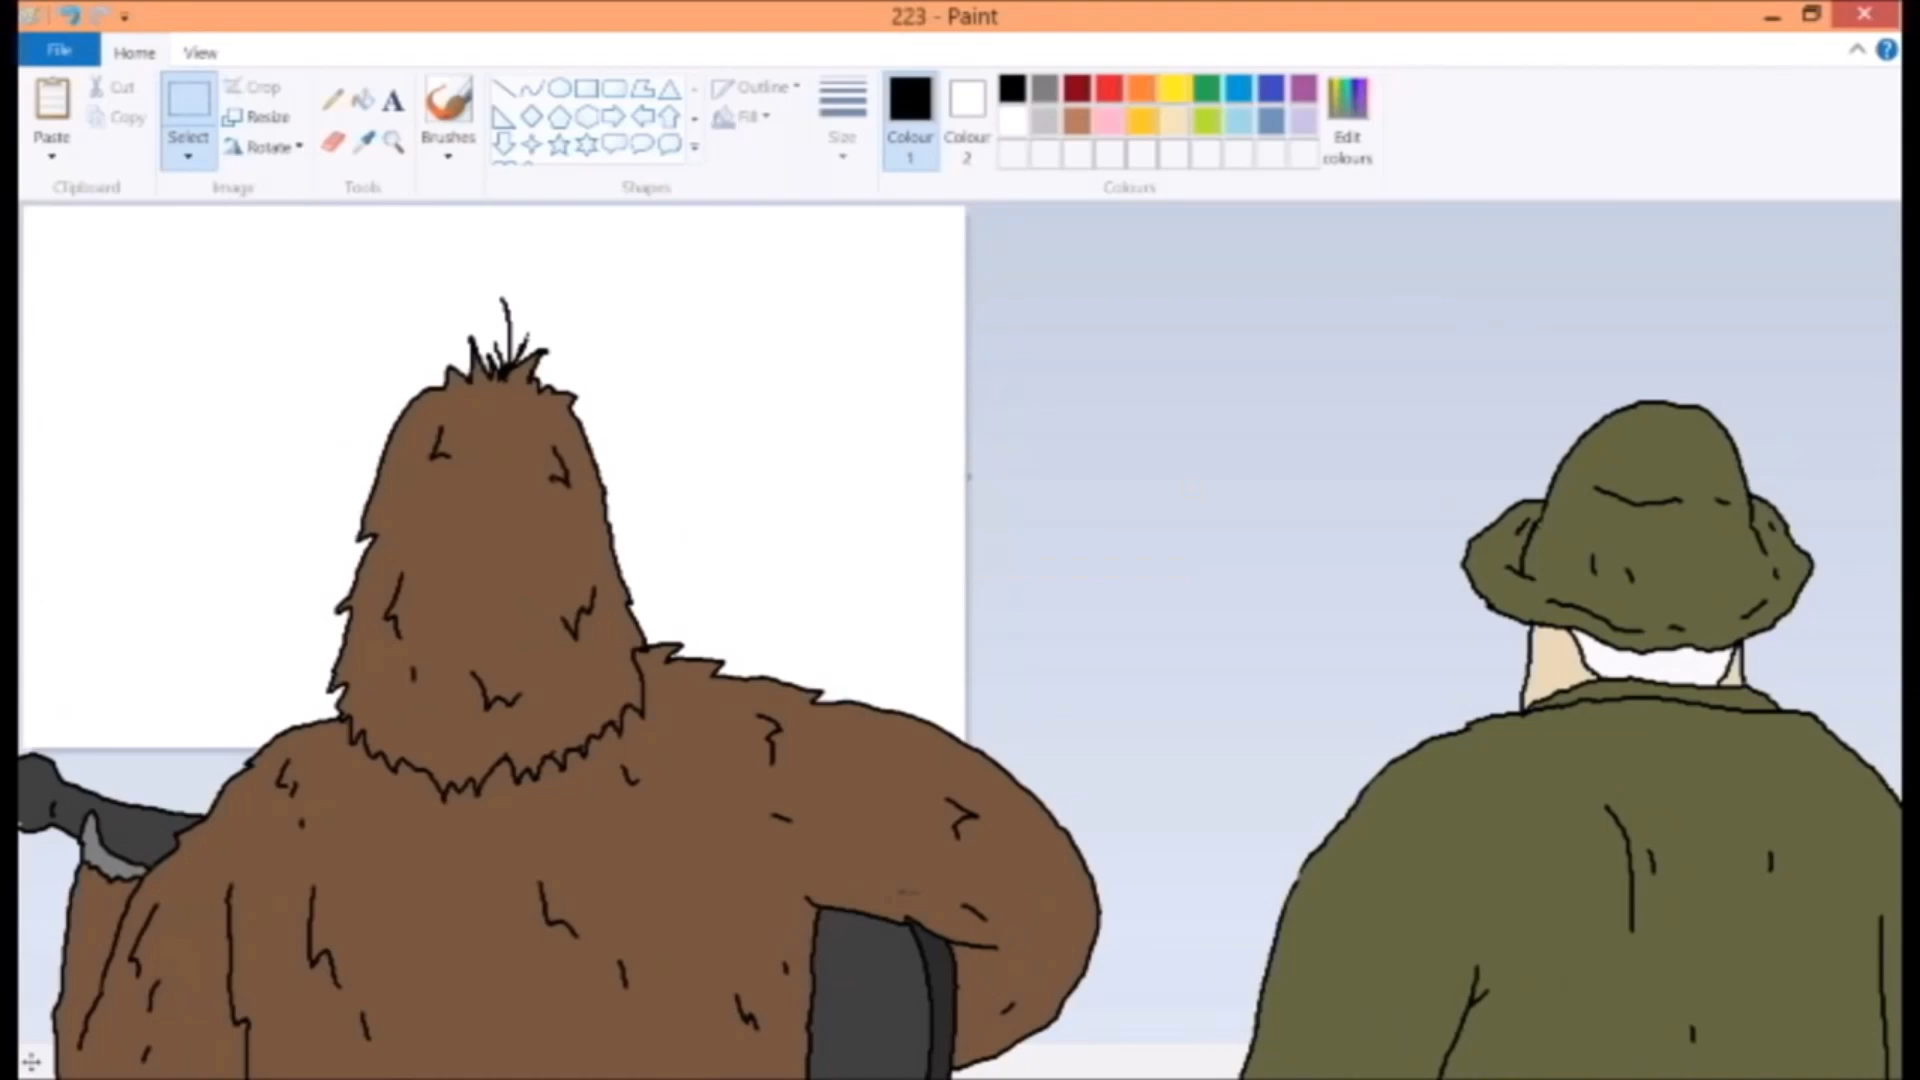 223 - Paint
File Home View
Cut
Copy
Paste
Clipboard
Crop
Resize
Rotate
Select
Image
A
Tools
Brushes
Outline
Fill
Shapes
Size
Colour
1
Colour
2
Edit
colours
Colours